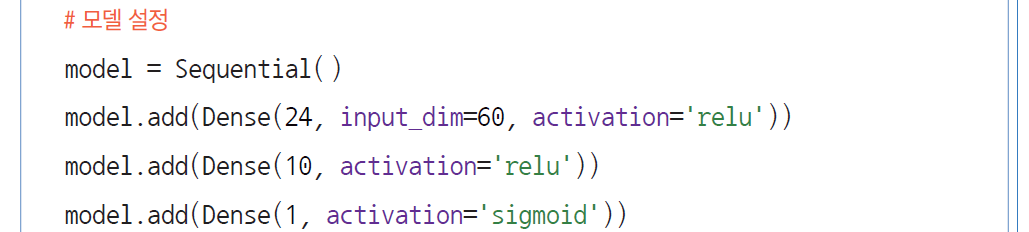 # 모델 설정
model = Sequential()
model.add(Dense(24, input_dim=60, activation='relu'))
model.add(Dense(10, activation='relu'))
model.add(Dense(1, activation='sigmoid'))